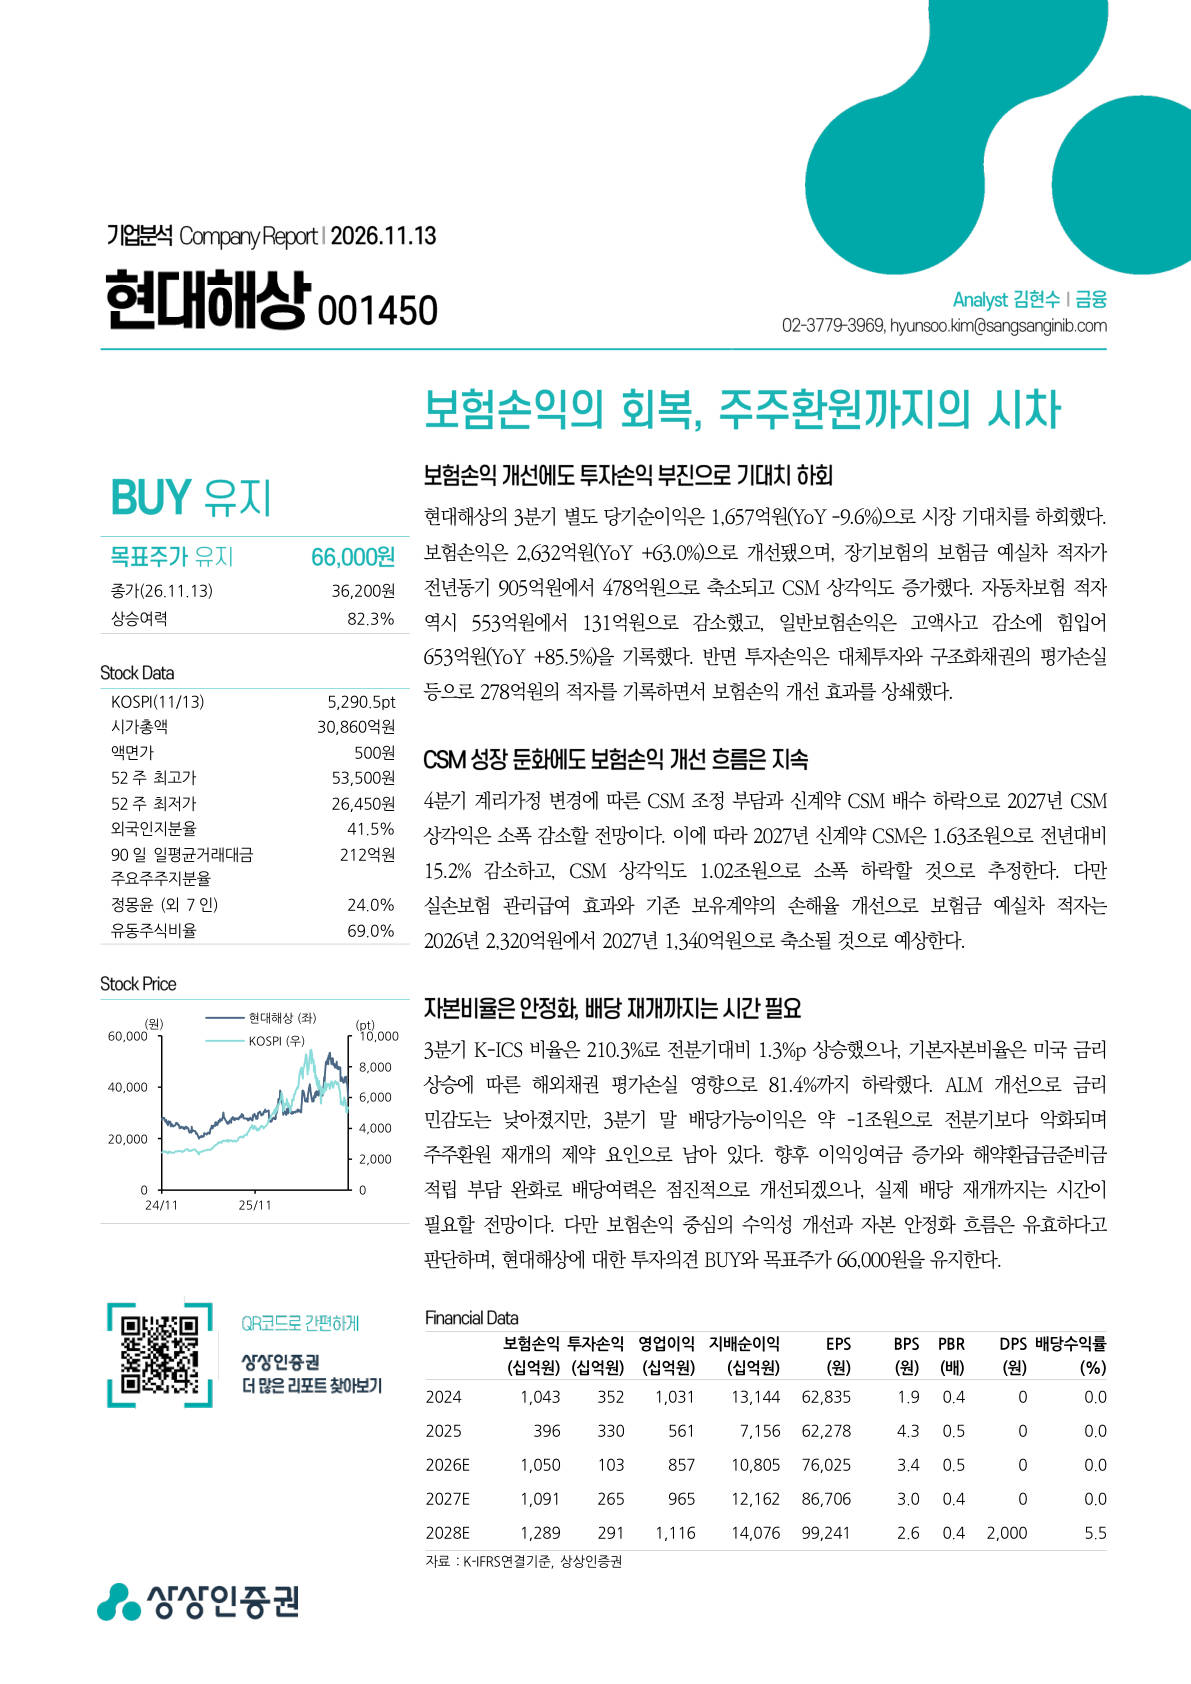 기업분석 Company Report | 2026.11.13
현대해상 001450
Analyst 김현수 | 금융
02-3779-3969, hyunsoo.kim@sangsanginib.com
보험손익의 회복, 주주환원까지의 시차
BUY 유지
목표주가 유지 66,000원
종가(26.11.13) 36,200원
상승여력 82.3%
Stock Data
KOSPI(11/13) 5,290.5pt
시가총액 30,860억원
액면가 500원
52 주 최고가 53,500원
52 주 최저가 26,450원
외국인지분율 41.5%
90 일 일평균거래대금 212억원
주요주주지분율
정몽윤 (외 7 인) 24.0%
유동주식비율 69.0%
Stock Price
(원) 현대해상 (좌) (pt)
KOSPI (우)
60,000 10,000
8,000
40,000
6,000
4,000
20,000
2,000
0 0
24/11 25/11
QR코드로 간편하게
상상인증권
더 많은 리포트 찾아보기
상상인증권
보험손익 개선에도 투자손익 부진으로 기대치 하회
현대해상의 3분기 별도 당기순이익은 1,657억원(YoY -9.6%)으로 시장 기대치를 하회했다.
보험손익은 2,632억원(YoY +63.0%)으로 개선됐으며, 장기보험의 보험금 예실차 적자가
전년동기 905억원에서 478억원으로 축소되고 CSM 상각익도 증가했다. 자동차보험 적자
역시 553억원에서 131억원으로 감소했고, 일반보험손익은 고액사고 감소에 힘입어
653억원(YoY +85.5%)을 기록했다. 반면 투자손익은 대체투자와 구조화채권의 평가손실
등으로 278억원의 적자를 기록하면서 보험손익 개선 효과를 상쇄했다.
CSM 성장 둔화에도 보험손익 개선 흐름은 지속
4분기 계리가정 변경에 따른 CSM 조정 부담과 신계약 CSM 배수 하락으로 2027년 CSM
상각익은 소폭 감소할 전망이다. 이에 따라 2027년 신계약 CSM은 1.63조원으로 전년대비
15.2% 감소하고, CSM 상각익도 1.02조원으로 소폭 하락할 것으로 추정한다. 다만
실손보험 관리급여 효과와 기존 보유계약의 손해율 개선으로 보험금 예실차 적자는
2026년 2,320억원에서 2027년 1,340억원으로 축소될 것으로 예상한다.
자본비율은 안정화, 배당 재개까지는 시간 필요
3분기 K-ICS 비율은 210.3%로 전분기대비 1.3%p 상승했으나, 기본자본비율은 미국 금리
상승에 따른 해외채권 평가손실 영향으로 81.4%까지 하락했다. ALM 개선으로 금리
민감도는 낮아졌지만, 3분기 말 배당가능이익은 약 -1조원으로 전분기보다 악화되며
주주환원 재개의 제약 요인으로 남아 있다. 향후 이익잉여금 증가와 해약환급금준비금
적립 부담 완화로 배당여력은 점진적으로 개선되겠으나, 실제 배당 재개까지는 시간이
필요할 전망이다. 다만 보험손익 중심의 수익성 개선과 자본 안정화 흐름은 유효하다고
판단하며, 현대해상에 대한 투자의견 BUY와 목표주가 66,000원을 유지한다.
Financial Data
보험손익 투자손익 영업이익 지배순이익 EPS BPS PBR DPS 배당수익률
(십억원) (십억원) (십억원) (십억원) (원) (원) (배) (원) (%)
2024 1,043 352 1,031 13,144 62,835 1.9 0.4 0 0.0
2025 396 330 561 7,156 62,278 4.3 0.5 0 0.0
2026E 1,050 103 857 10,805 76,025 3.4 0.5 0 0.0
2027E 1,091 265 965 12,162 86,706 3.0 0.4 0 0.0
2028E 1,289 291 1,116 14,076 99,241 2.6 0.4 2,000 5.5
자료 : K-IFRS연결기준, 상상인증권